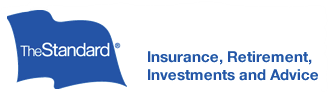 TheStandard®
Insurance, Retirement,
Investments and Advice